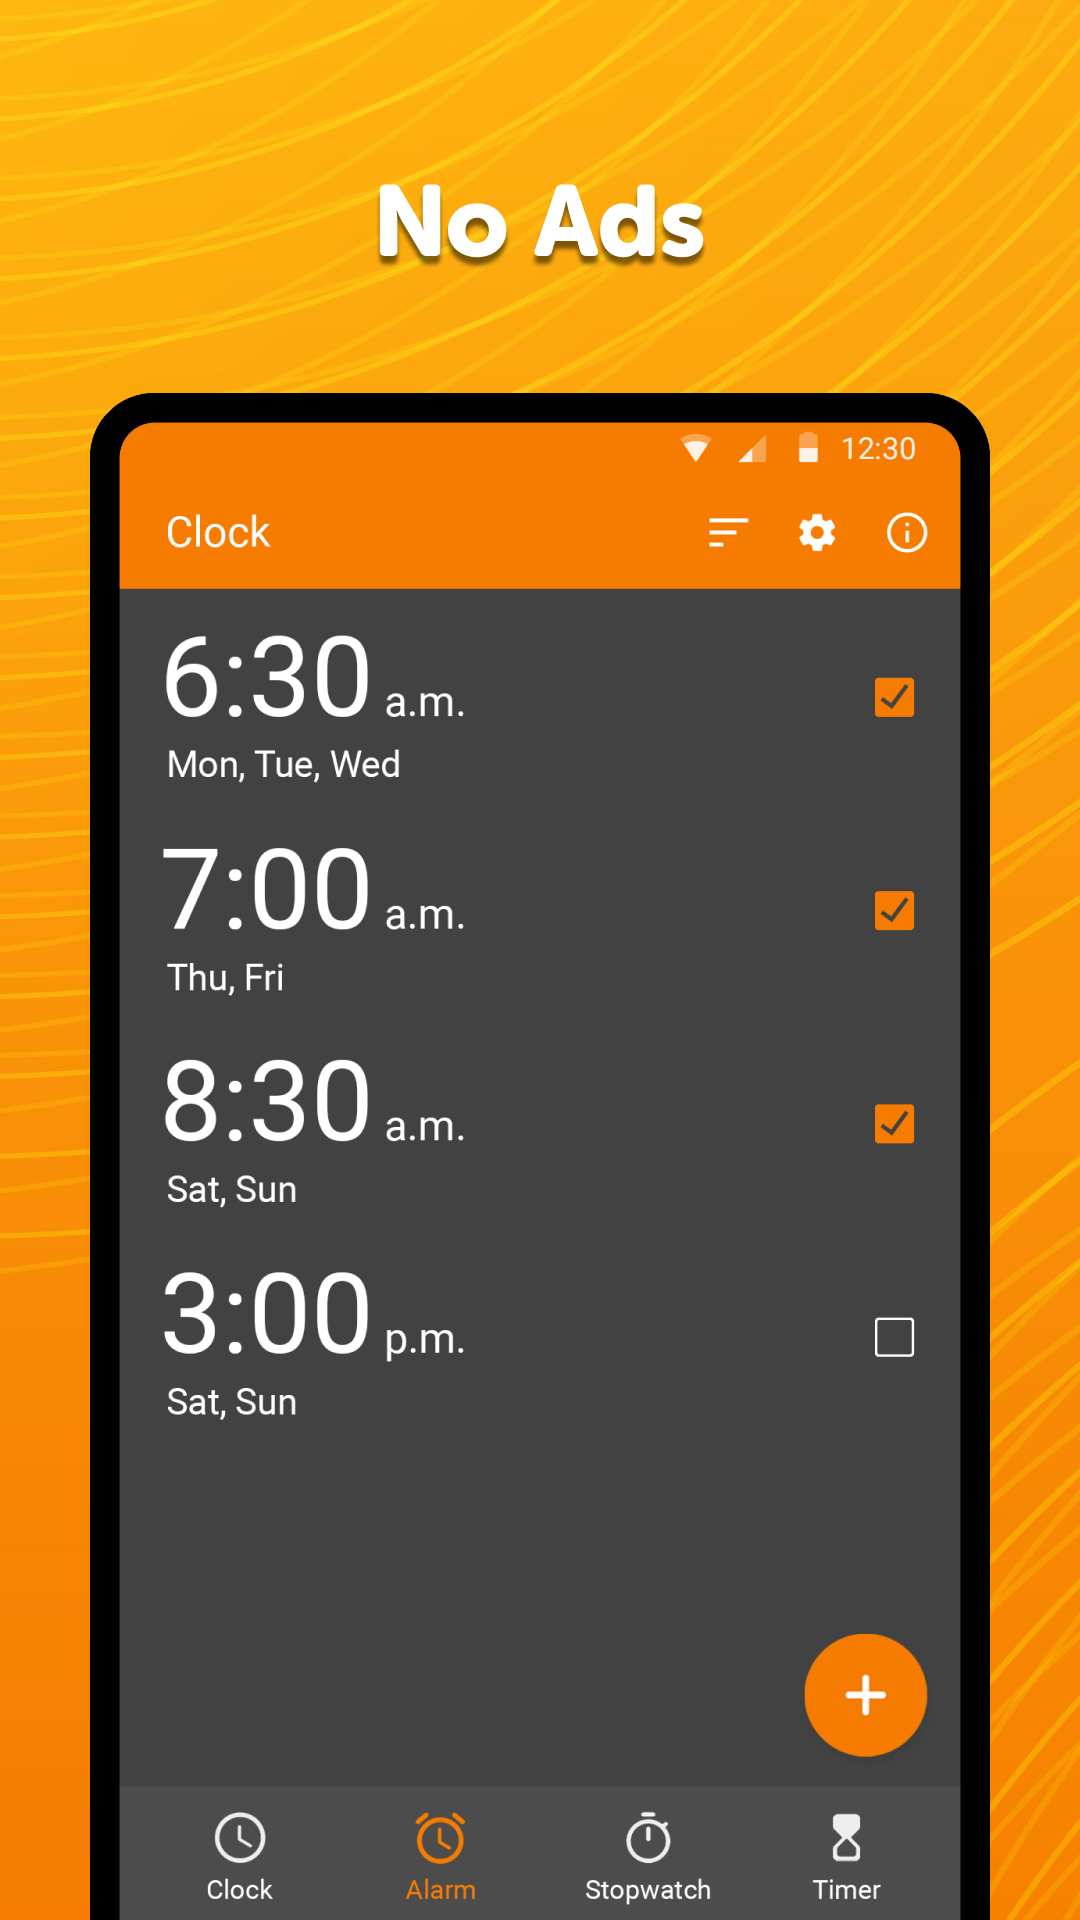 No Ads
12:30
Clock
6:30 a.m.
Mon, Tue, Wed
7:00 a.m.
Thu, Fri
8:30 a.m.
Sat, Sun
3:00 p.m.
Sat, Sun
Clock Alarm Stopwatch Timer